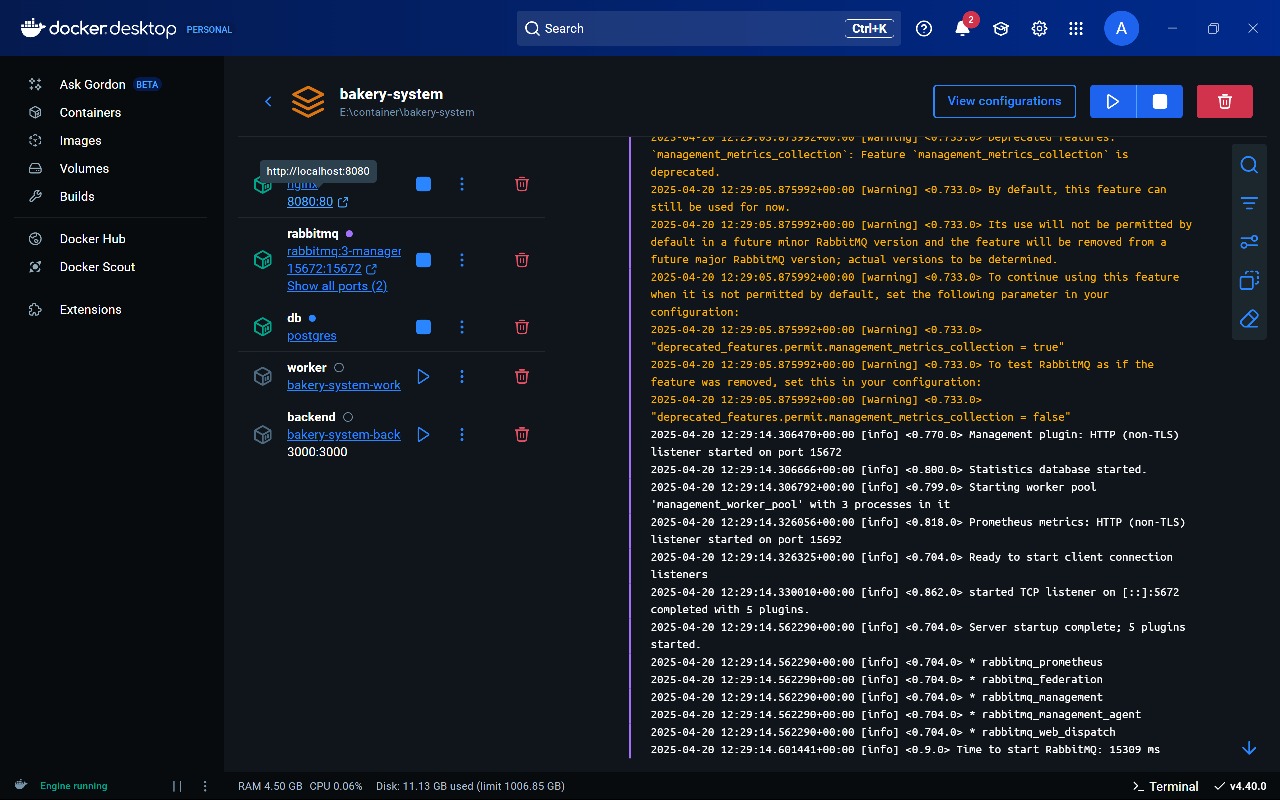 docker.desktop PERSONAL
Search Ctrl+K
2
A
Ask Gordon BETA
Containers
Images
Volumes
Builds
Docker Hub
Docker Scout
Extensions
bakery-system
E:\container\bakery-system
View configurations
http://localhost:8080
nginx
8080:80
rabbitmq
rabbitmq:3-manager
15672:15672
Show all ports (2)
db
postgres
worker
bakery-system-work
backend
bakery-system-back
3000:3000
2025-04-20 12:29:05.875992+00:00 [warning] <0.733.0> Deprecated features:
`management_metrics_collection`: Feature `management_metrics_collection` is
deprecated.
2025-04-20 12:29:05.875992+00:00 [warning] <0.733.0> By default, this feature can
still be used for now.
2025-04-20 12:29:05.875992+00:00 [warning] <0.733.0> Its use will not be permitted by
default in a future minor RabbitMQ version and the feature will be removed from a
future major RabbitMQ version; actual versions to be determined.
2025-04-20 12:29:05.875992+00:00 [warning] <0.733.0> To continue using this feature
when it is not permitted by default, set the following parameter in your
configuration:
2025-04-20 12:29:05.875992+00:00 [warning] <0.733.0>
"deprecated_features.permit.management_metrics_collection = true"
2025-04-20 12:29:05.875992+00:00 [warning] <0.733.0> To test RabbitMQ as if the
feature was removed, set this in your configuration:
2025-04-20 12:29:05.875992+00:00 [warning] <0.733.0>
"deprecated_features.permit.management_metrics_collection = false"
2025-04-20 12:29:14.306470+00:00 [info] <0.770.0> Management plugin: HTTP (non-TLS)
listener started on port 15672
2025-04-20 12:29:14.306666+00:00 [info] <0.800.0> Statistics database started.
2025-04-20 12:29:14.306792+00:00 [info] <0.799.0> Starting worker pool
'management_worker_pool' with 3 processes in it
2025-04-20 12:29:14.326056+00:00 [info] <0.818.0> Prometheus metrics: HTTP (non-TLS)
listener started on port 15692
2025-04-20 12:29:14.326325+00:00 [info] <0.704.0> Ready to start client connection
listeners
2025-04-20 12:29:14.330010+00:00 [info] <0.862.0> started TCP listener on [::]:5672
completed with 5 plugins.
2025-04-20 12:29:14.562290+00:00 [info] <0.704.0> Server startup complete; 5 plugins
started.
2025-04-20 12:29:14.562290+00:00 [info] <0.704.0> * rabbitmq_prometheus
2025-04-20 12:29:14.562290+00:00 [info] <0.704.0> * rabbitmq_federation
2025-04-20 12:29:14.562290+00:00 [info] <0.704.0> * rabbitmq_management
2025-04-20 12:29:14.562290+00:00 [info] <0.704.0> * rabbitmq_management_agent
2025-04-20 12:29:14.562290+00:00 [info] <0.704.0> * rabbitmq_web_dispatch
2025-04-20 12:29:14.601441+00:00 [info] <0.9.0> Time to start RabbitMQ: 15309 ms
Engine running
RAM 4.50 GB CPU 0.06% Disk: 11.13 GB used (limit 1006.85 GB)
Terminal
v4.40.0